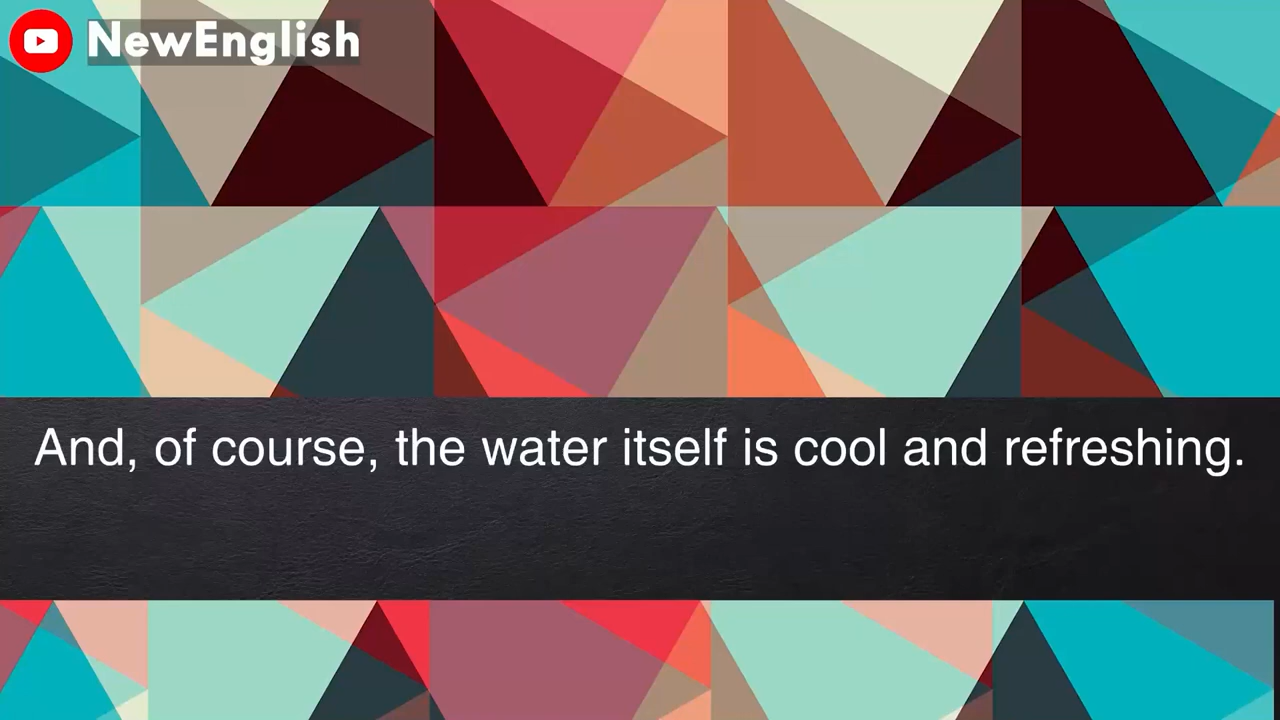 NewEnglish
And, of course, the water itself is cool and refreshing.